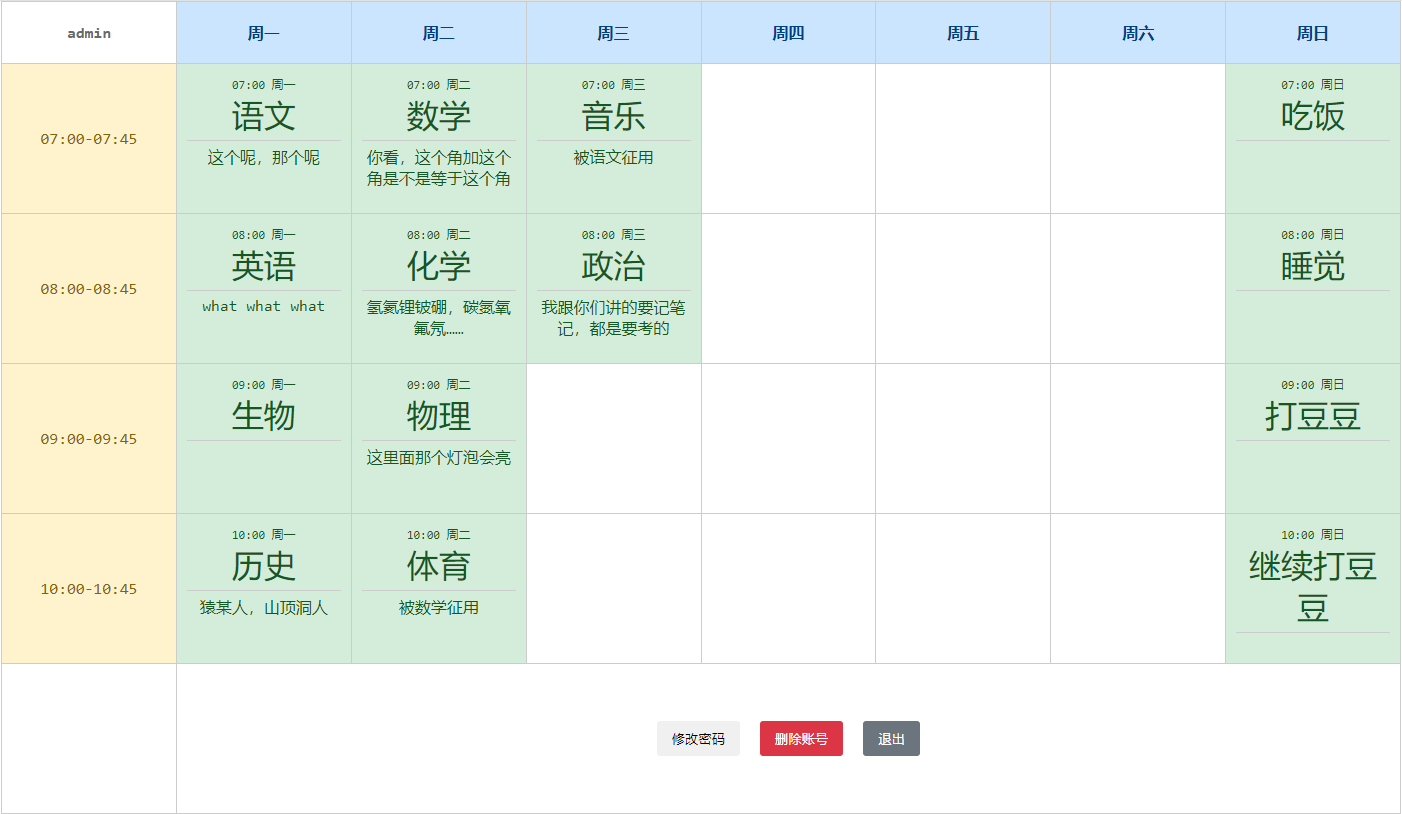 admin
周一
周二
周三
周四
周五
周六
周日
07:00-07:45
07:00 周一
语文
这个呢，那个呢
07:00 周二
数学
你看，这个角加这个
角是不是等于这个角
07:00 周三
音乐
被语文征用
07:00 周日
吃饭
08:00-08:45
08:00 周一
英语
what what what
08:00 周二
化学
氢氦锂铍硼，碳氮氧
氟氖……
08:00 周三
政治
我跟你们讲的要记笔
记，都是要考的
08:00 周日
睡觉
09:00-09:45
09:00 周一
生物
09:00 周二
物理
这里面那个灯泡会亮
09:00 周日
打豆豆
10:00-10:45
10:00 周一
历史
猿某人，山顶洞人
10:00 周二
体育
被数学征用
10:00 周日
继续打豆
豆
修改密码
删除账号
退出